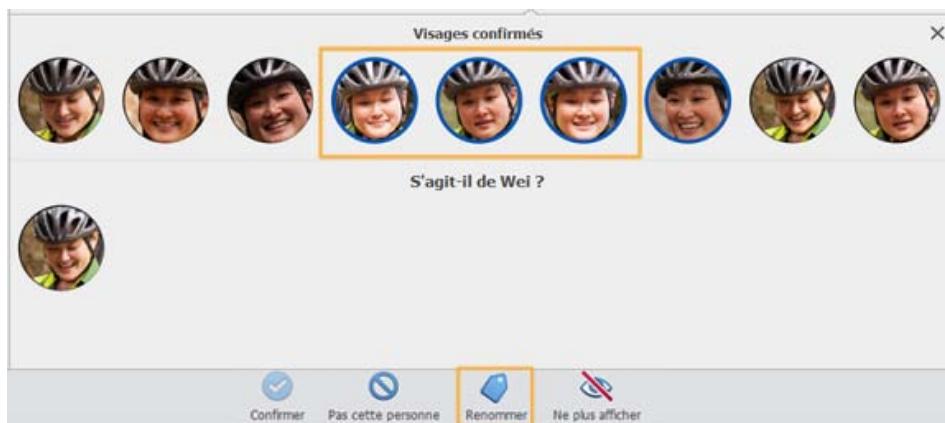 Visages confirmés
S'agit-il de Wei ?
Confirmer Pas cette personne Renommer Ne plus afficher